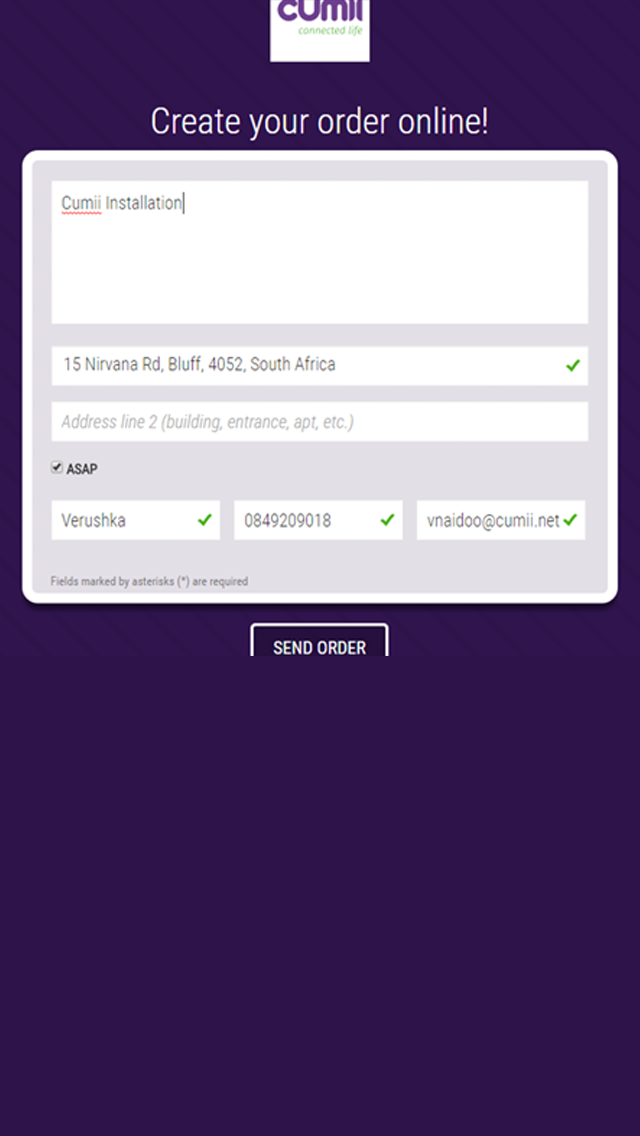 cumii
connected life
Create your order online!
Cumii Installation
15 Nirvana Rd, Bluff, 4052, South Africa
Address line 2 (building, entrance, apt, etc.)
ASAP
Verushka 0849209018 vnaidoo@cumii.net
Fields marked by asterisks (*) are required
SEND ORDER